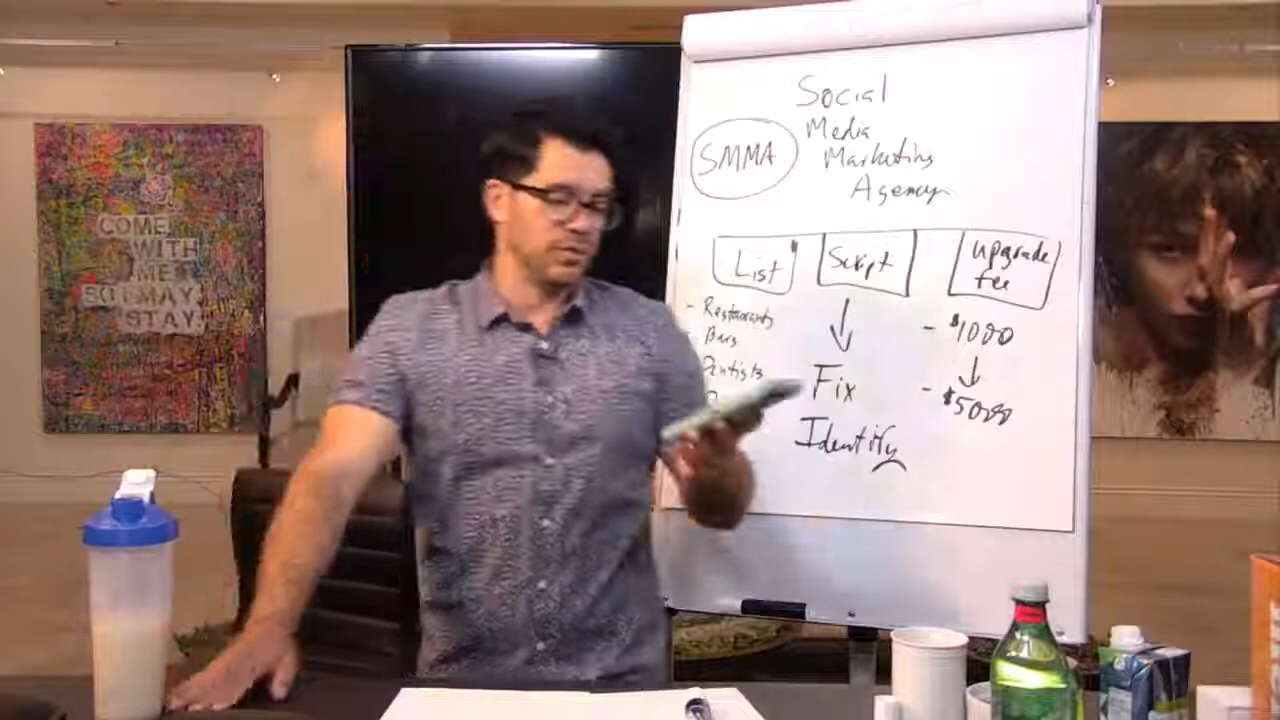 COME
WITH
ME
SO I MAY
STAY.
Social
Media
Marketing
Agency
SMMA
List
Script
Upgrade
fee
- Restaurants
Bars
Dentists
Fix
Identity
- $1000
- $5000